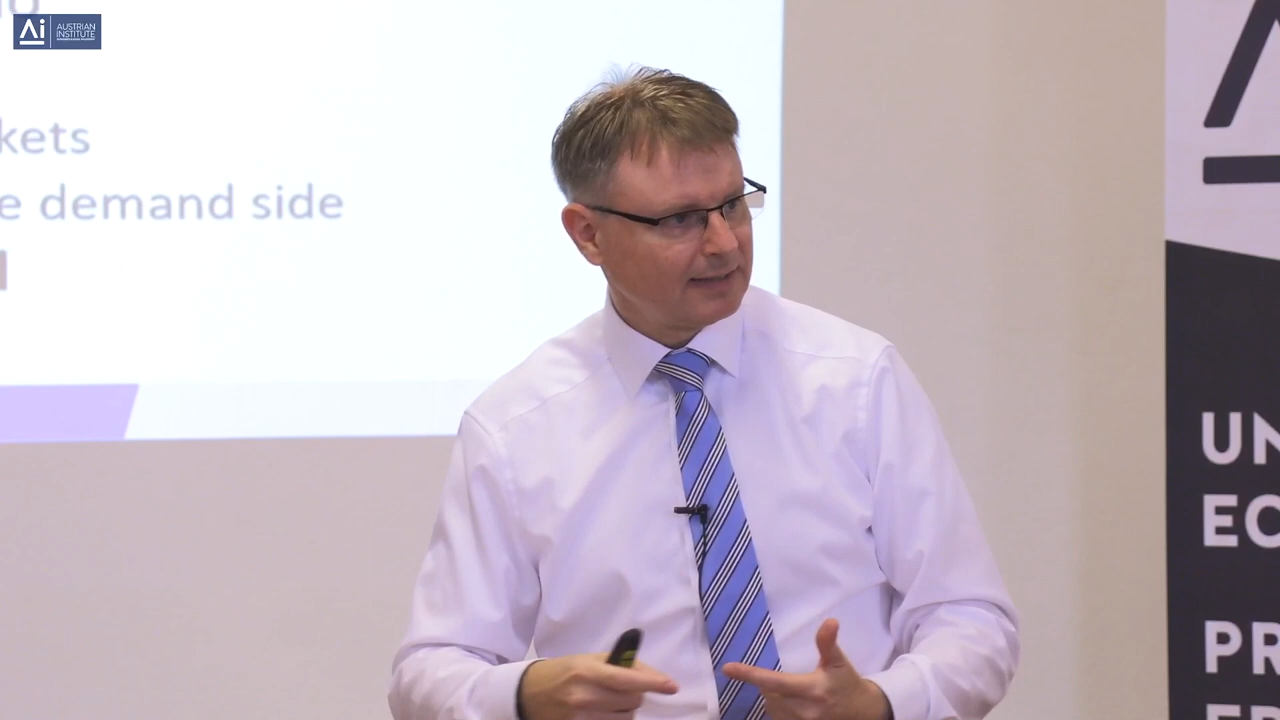 Ai
AUSTRIAN
INSTITUTE
kets
e demand side
UN
EC
PR